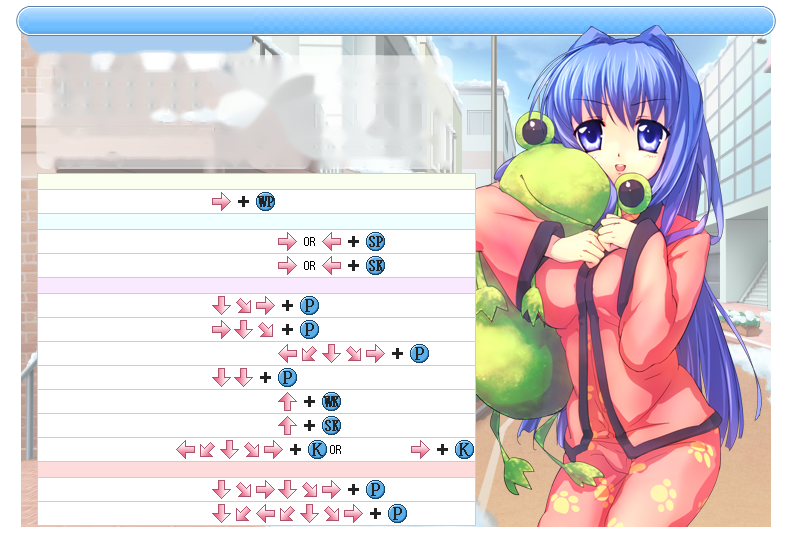 → + WP
→ OR ← + SP
→ OR ← + SK
↓ ↘ → + P
→ ↓ ↘ + P
← ↙ ↓ ↘ → + P
↓ ↓ + P
↑ + WK
↑ + SK
← ↙ ↓ ↘ → + K OR → + K
↓ ↘ → ↓ ↘ → + P
↓ ↙ ← ↙ ↓ ↘ → + P